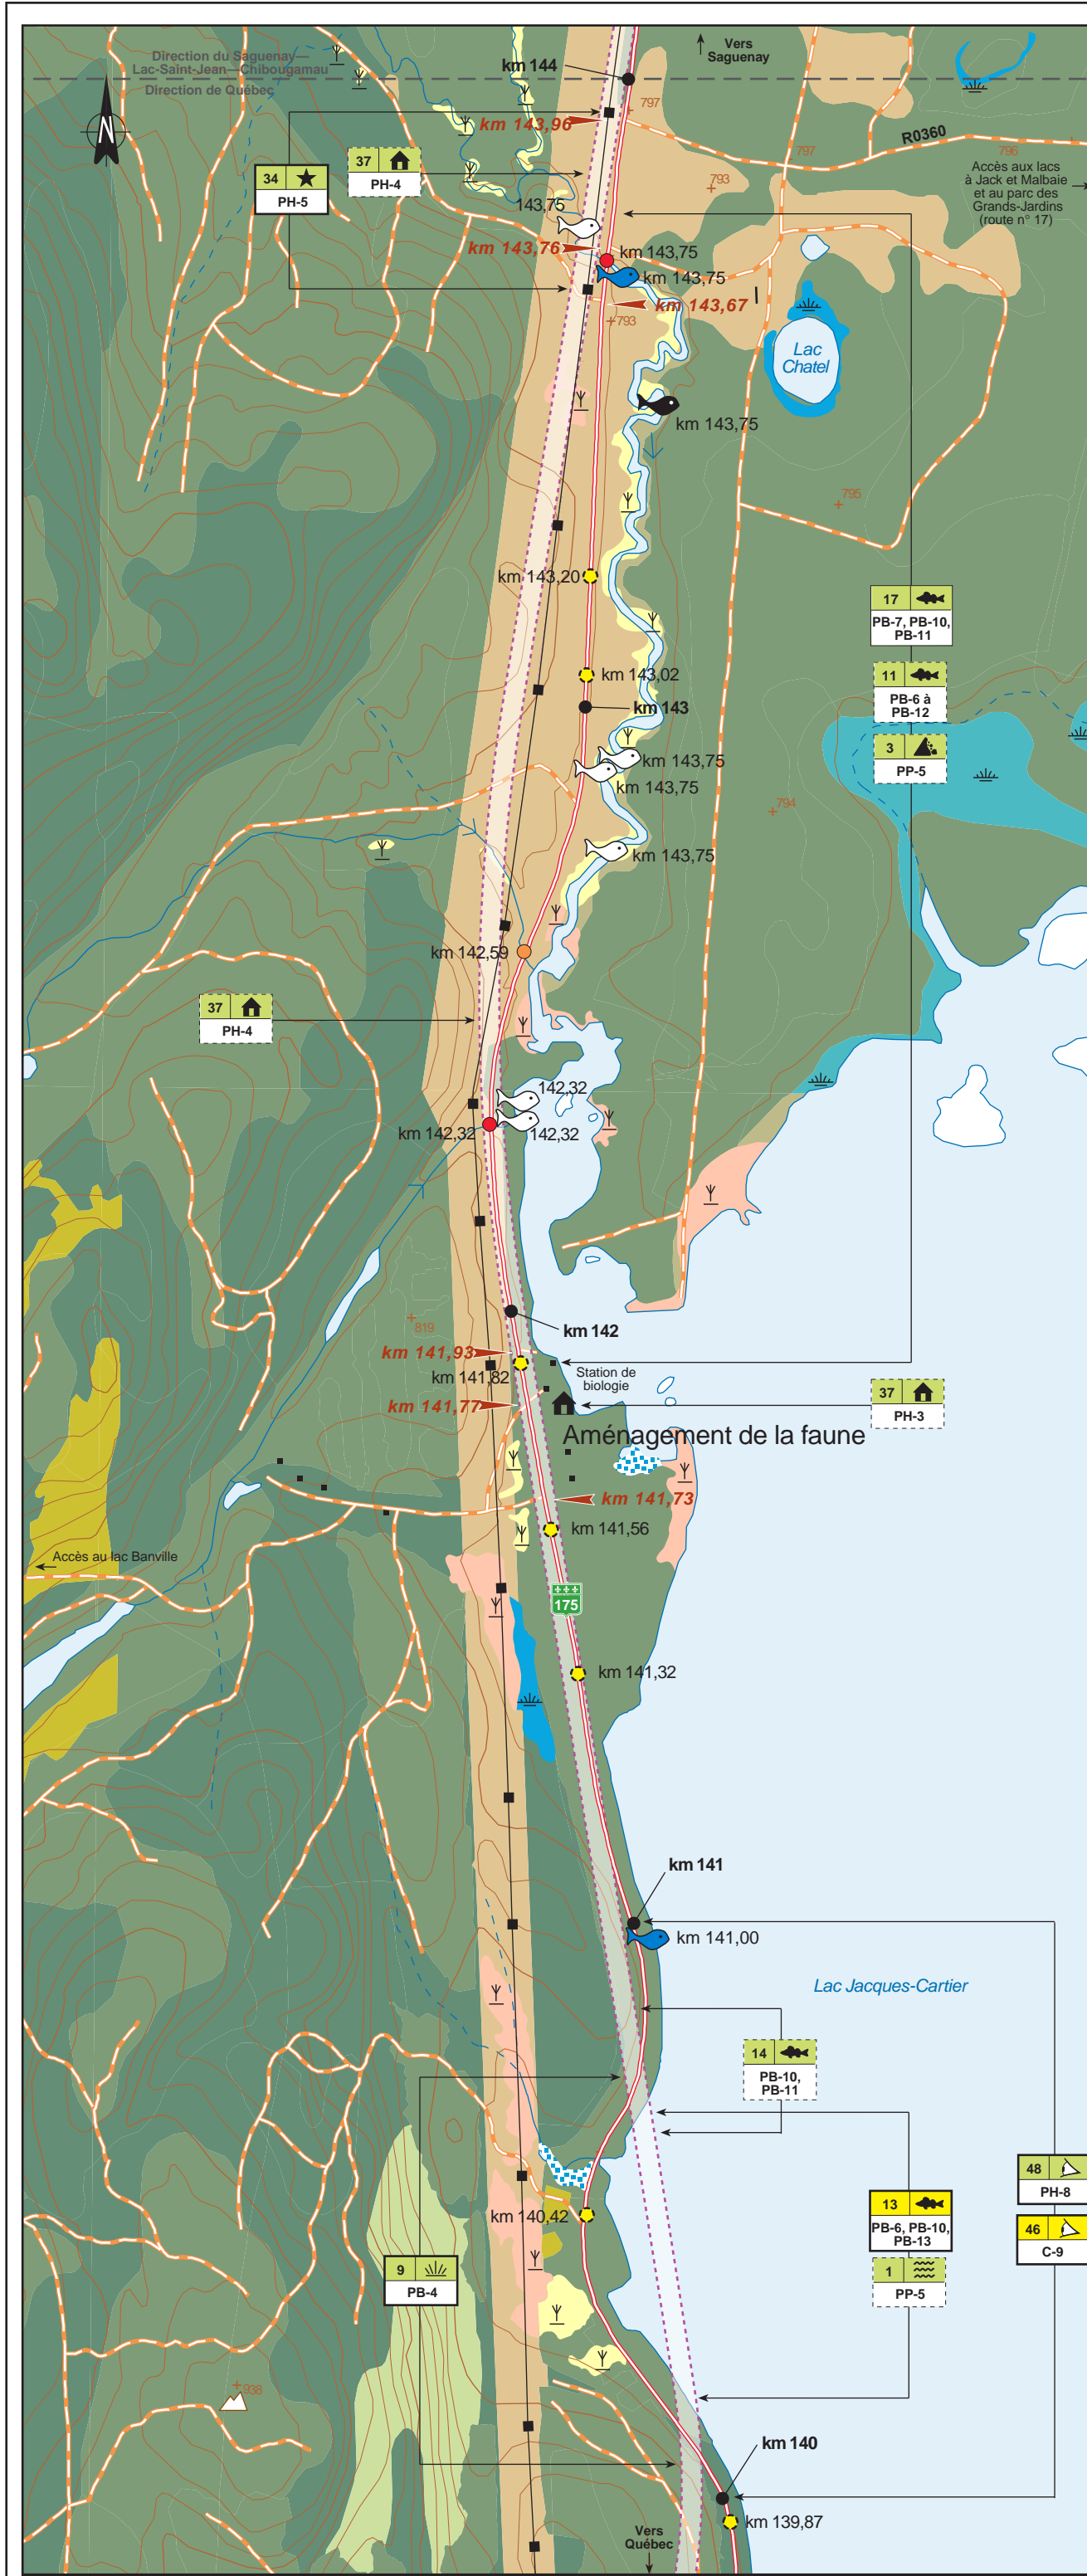 Direction du Saguenay—
Lac-Saint-Jean—Chibougamau
Direction de Québec
N
km 144
Vers
Saguenay
797
km 143,96
R0360
797
796
34
PH-5
37
PH-4
793
Accès aux lacs
à Jack et Malbaie
et au parc des
Grands-Jardins
(route n° 17)
143,75
km 143,76
km 143,75
km 143,75
km 143,67
793
Lac
Chatel
km 143,75
795
km 143,20
17
PB-7, PB-10,
PB-11
km 143,02
11
PB-6 à
PB-12
km 143
3
PP-5
km 143,75
km 143,75
794
km 143,75
km 142,59
37
PH-4
142,32
km 142,32
142,32
819
km 142
km 141,93
km 141,82
Station de
biologie
km 141,77
37
PH-3
Aménagement de la faune
km 141,73
km 141,56
Accès au lac Banville
175
km 141,32
km 141
km 141,00
Lac Jacques-Cartier
14
PB-10,
PB-11
48
PH-8
13
PB-6, PB-10,
PB-13
km 140,42
46
C-9
9
PB-4
1
PP-5
938
km 140
km 139,87
Vers
Québec